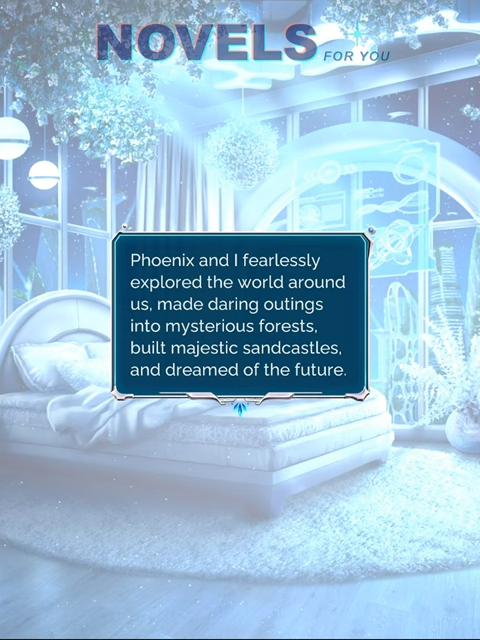 NOVELS
FOR YOU
Phoenix and I fearlessly
explored the world around
us, made daring outings
into mysterious forests,
built majestic sandcastles,
and dreamed of the future.